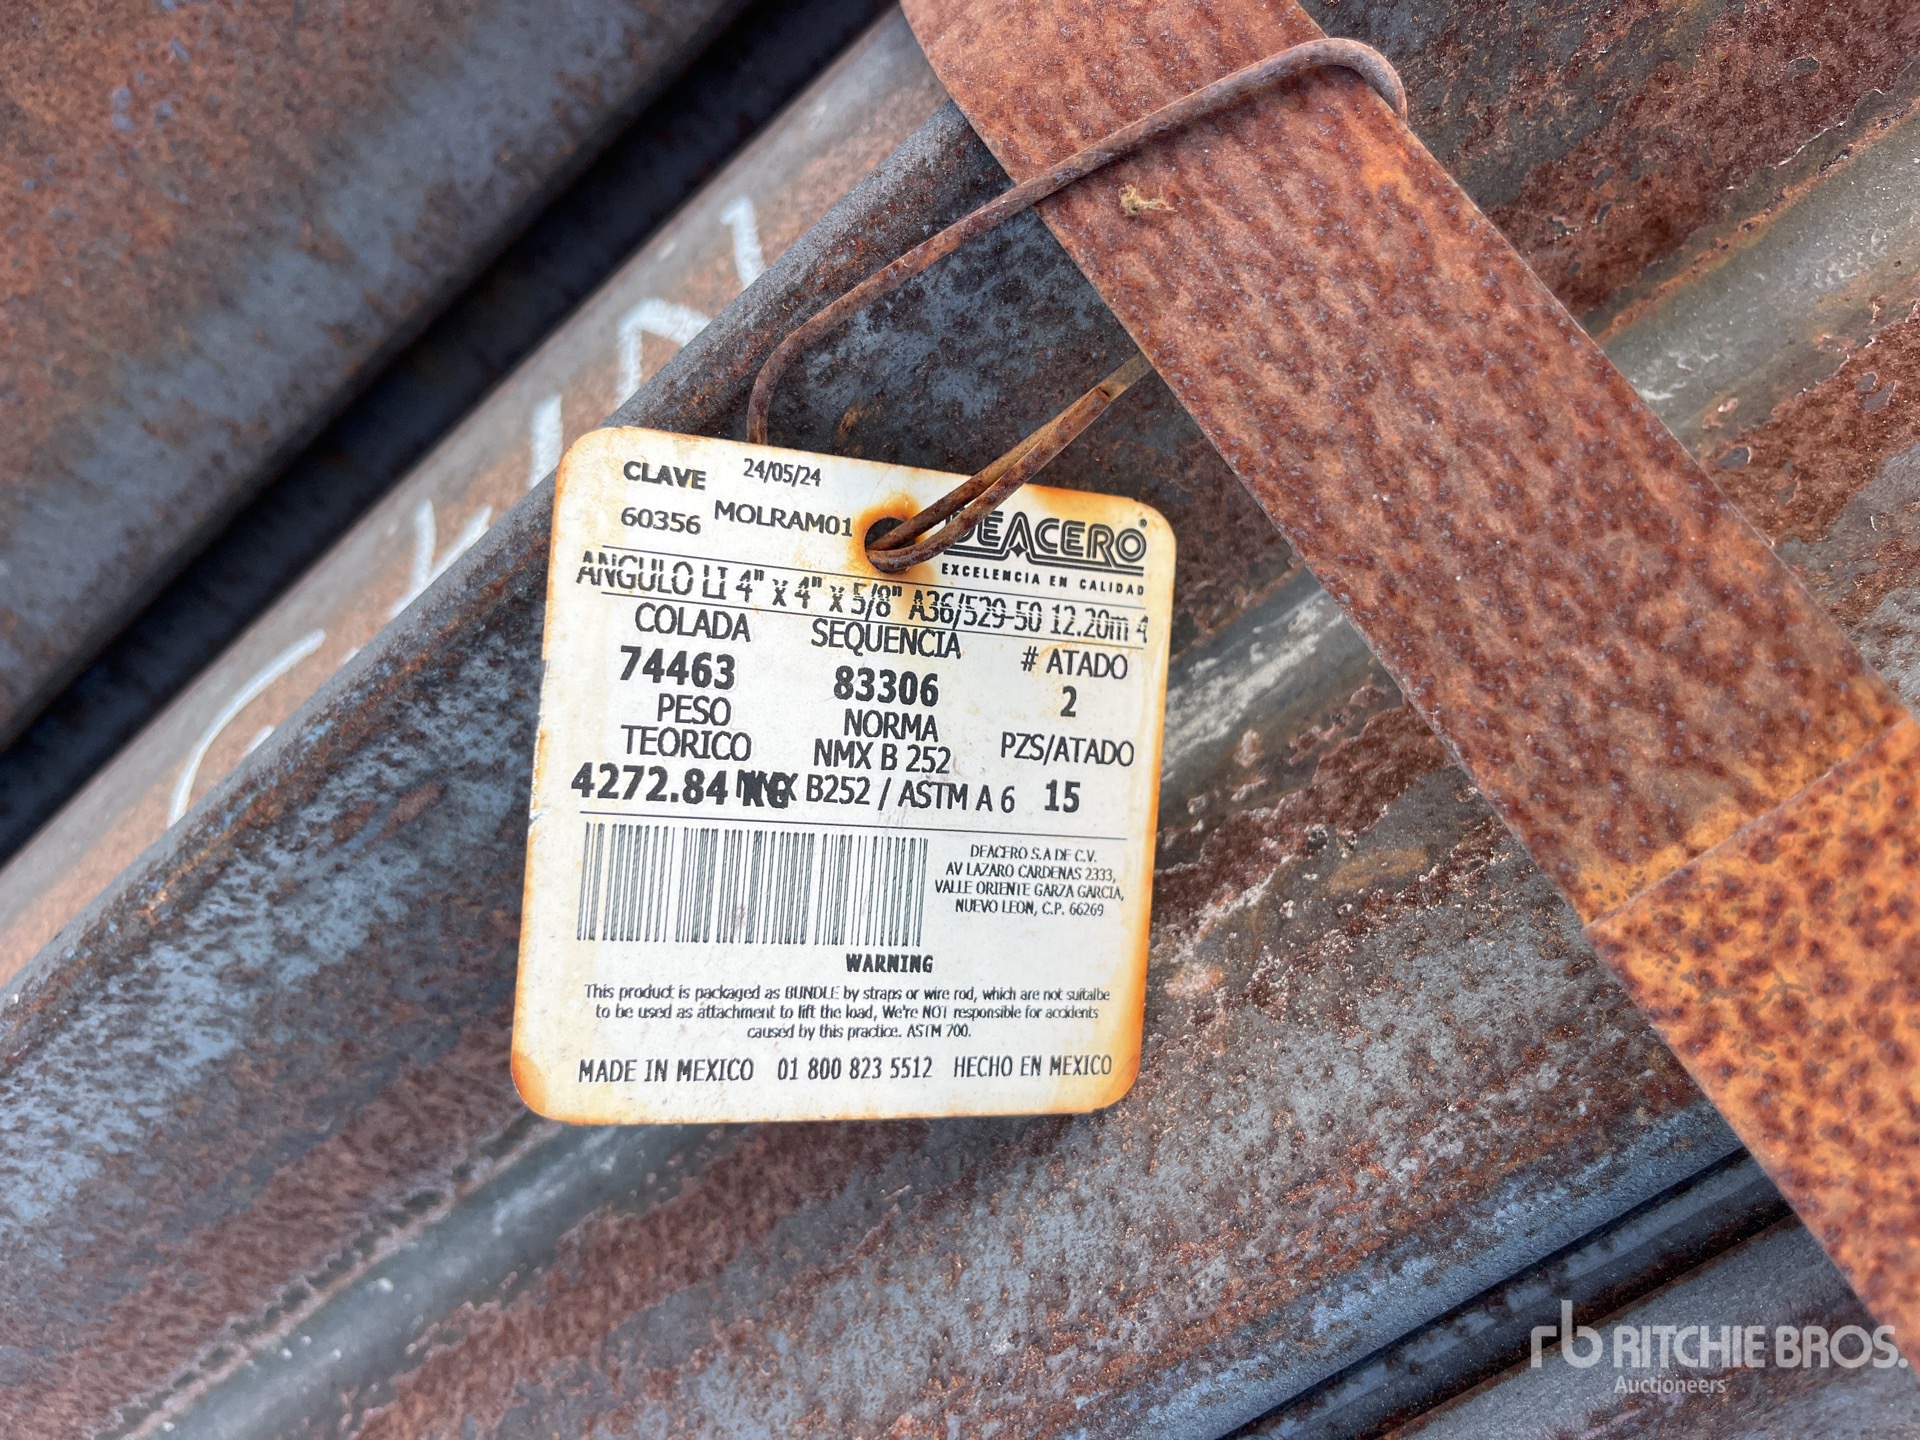 CLAVE 24/05/24
60356 MOLRAM01
DEACERO®
EXCELENCIA EN CALIDAD
ANGULO LI 4" x 4" x 5/8" A36/529-50 12.20m 4
COLADA SEQUENCIA # ATADO
74463 83306 2
PESO NORMA
TEORICO NMX B 252 PZS/ATADO
4272.84 KG B252 / ASTM A 6 15
DEACERO S.A DE C.V.
AV LAZARO CARDENAS 2333,
VALLE ORIENTE GARZA GARCIA,
NUEVO LEON, C.P. 66269
WARNING
This product is packaged as BUNDLE by straps or wire rod, which are not suitalbe
to be used as attachment to lift the load, We're NOT responsible for accidents
caused by this practice. ASTM 700.
MADE IN MEXICO 01 800 823 5512 HECHO EN MEXICO
rb RITCHIE BROS.
Auctioneers